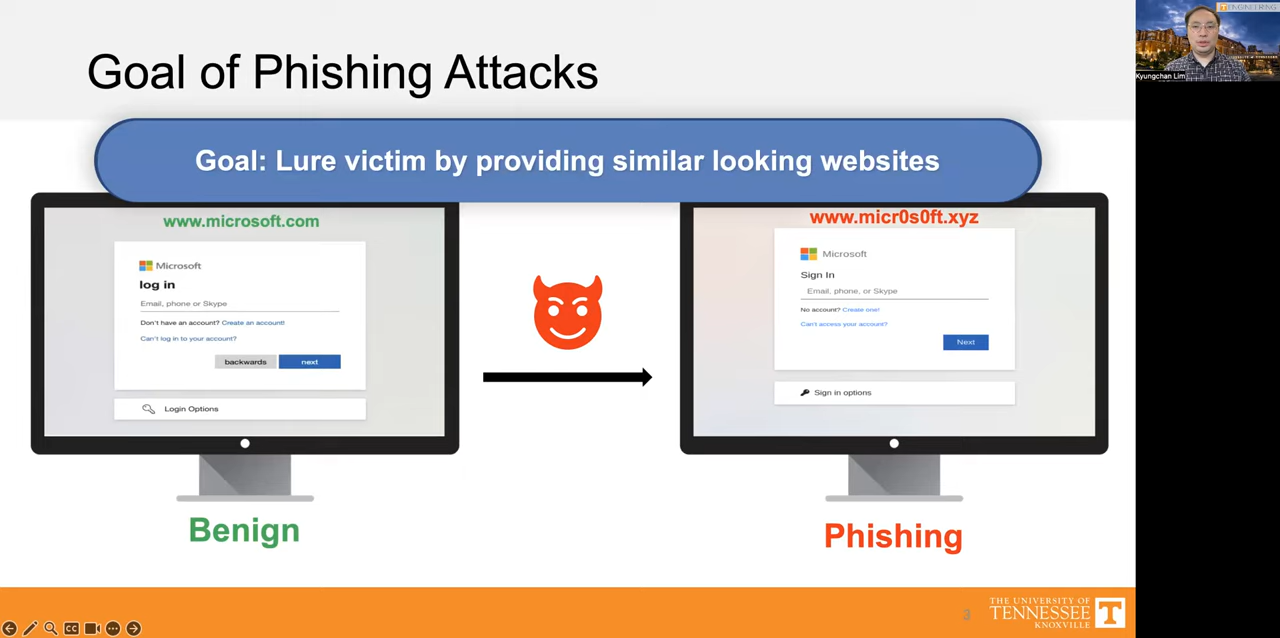 Goal of Phishing Attacks
Goal: Lure victim by providing similar looking websites
www.microsoft.com
Microsoft
log in
Email, phone or Skype
Don't have an account? Create an account!
Can't log in to your account?
backwards
next
Login Options
Benign
www.micr0s0ft.xyz
Microsoft
Sign In
Email, phone, or Skype
No account? Create one!
Can't access your account?
Next
Sign in options
Phishing
3
THE UNIVERSITY OF
TENNESSEE
KNOXVILLE
T
CC
T ENGINEERING
Kyungchan Lim